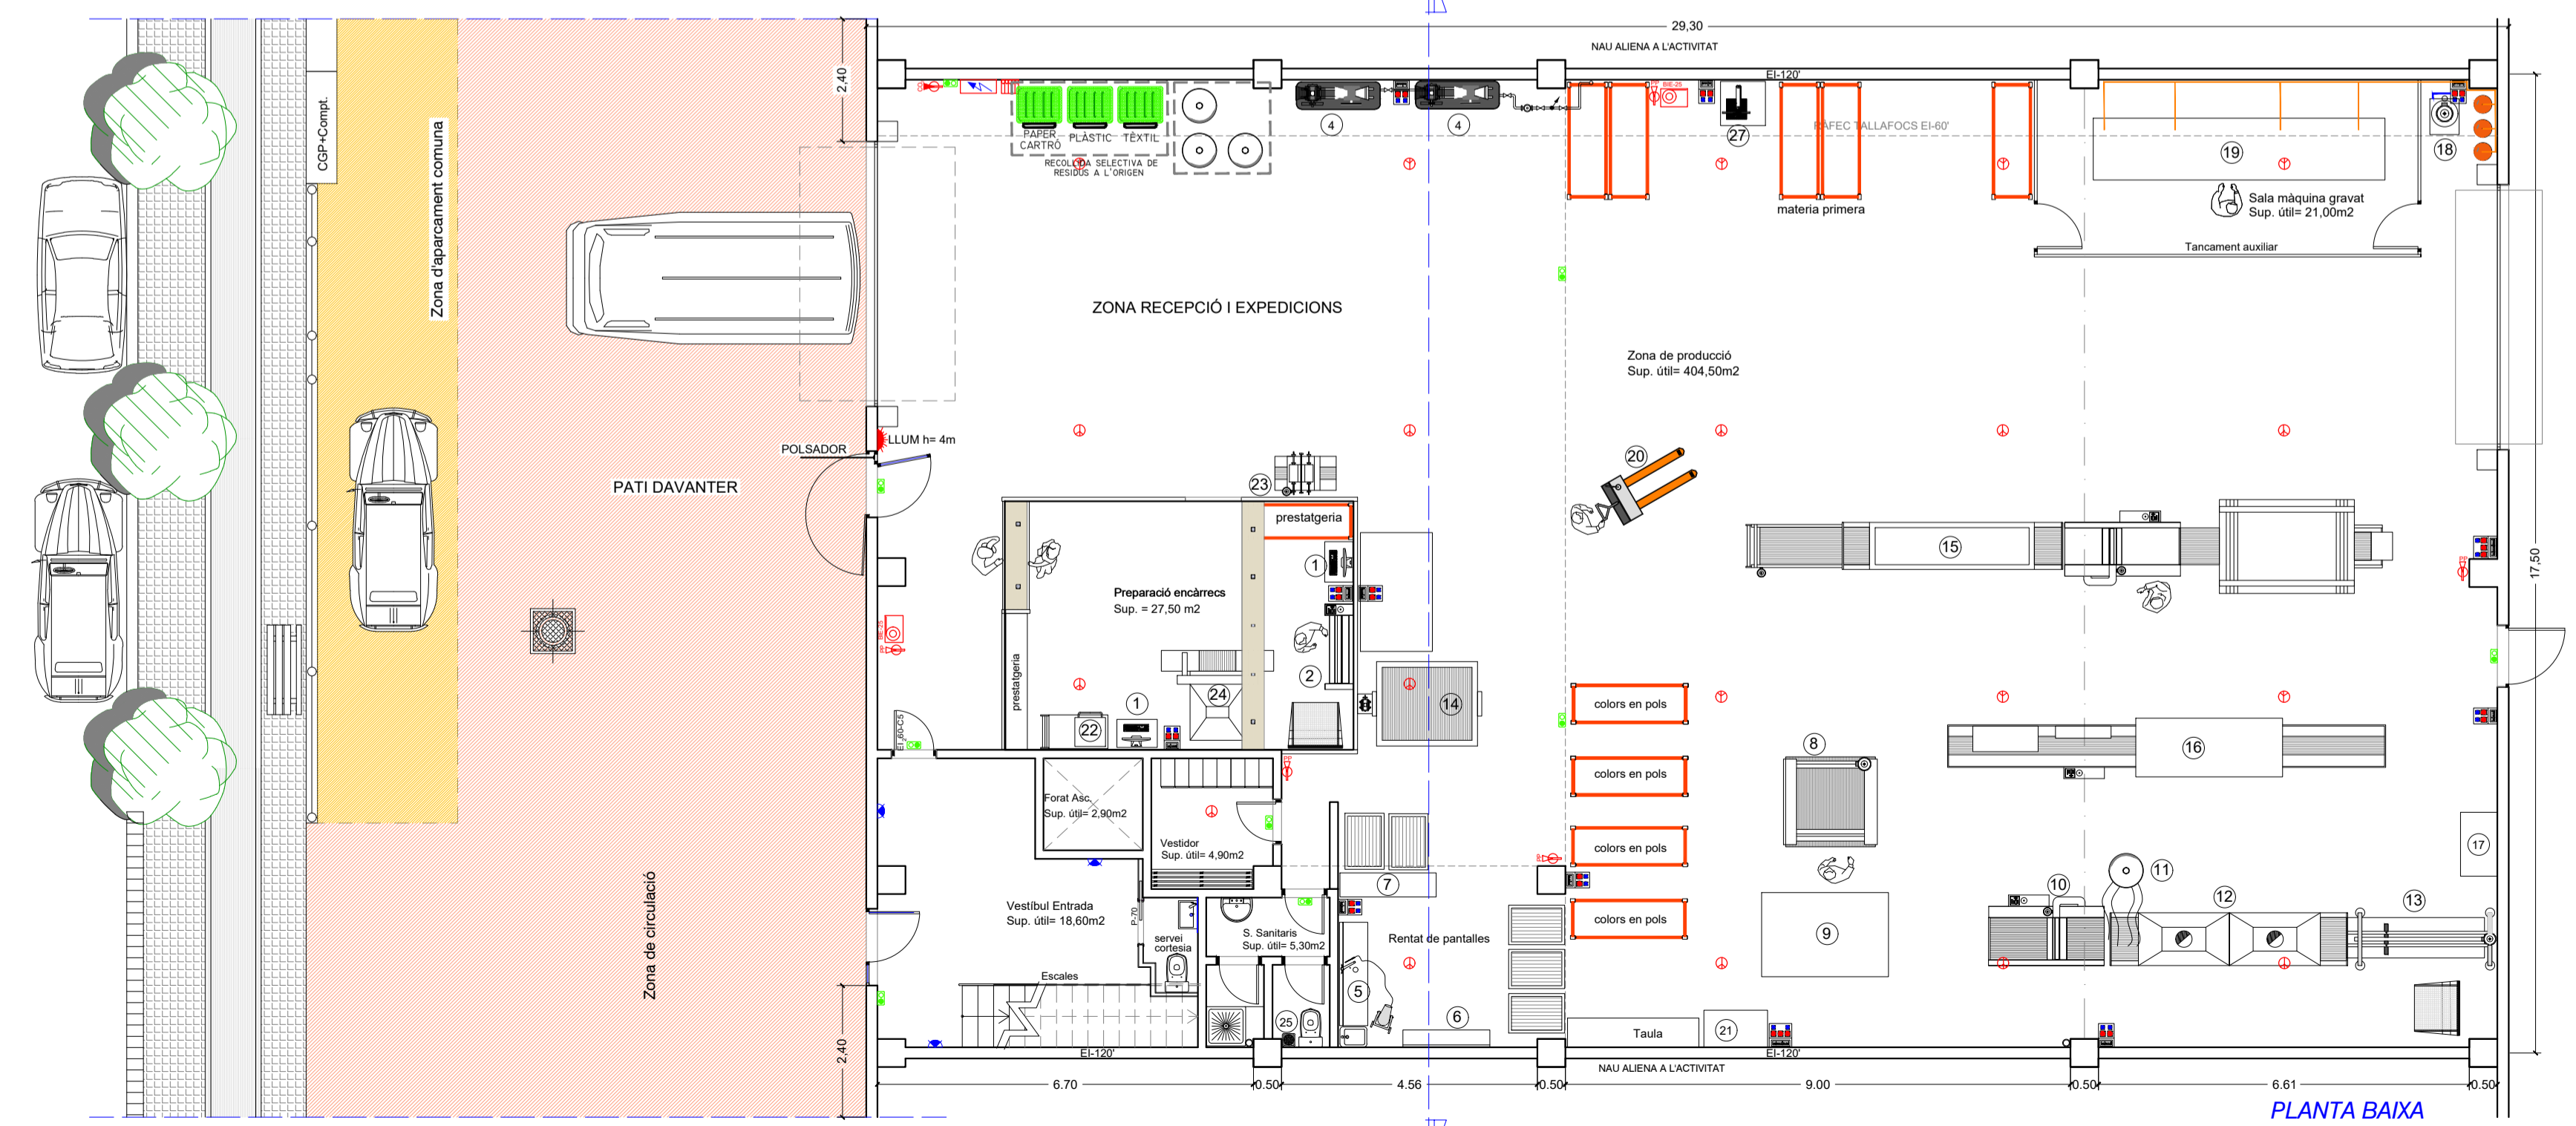 29,30
NAU ALIENA A L'ACTIVITAT
EI-120'
2,40
CGP+Compt.
Zona d'aparcament comuna
PAPER
CARTRÓ
PLÀSTIC
TÈXTIL
RECOLLIDA SELECTIVA DE
RESIDUS A L'ORIGEN
4
4
BIE-25
27
RÀFEC TALLAFOCS EI-60'
19
18
Sala màquina gravat
Sup. útil= 21,00m2
Tancament auxiliar
materia primera
ZONA RECEPCIÓ I EXPEDICIONS
Zona de producció
Sup. útil= 404,50m2
LLUM h= 4m
POLSADOR
PATI DAVANTER
23
20
prestatgeria
1
15
17,50
Preparació encàrrecs
Sup. = 27,50 m2
BIE-25
prestatgeria
2
24
1
22
14
EI 60-C5
colors en pols
16
8
colors en pols
Forat Asc.
Sup. útil= 2,90m2
Vestidor
Sup. útil= 4,90m2
colors en pols
17
7
11
10
12
13
Vestíbul Entrada
Sup. útil= 18,60m2
P-70
servei
cortesia
S. Sanitaris
Sup. útil= 5,30m2
Rentat de pantalles
colors en pols
9
Zona de circulació
Escales
5
6
25
Taula
21
2,40
EI-120'
EI-120'
NAU ALIENA A L'ACTIVITAT
6.70
0.50
4.56
0.50
9.00
0.50
6.61
0.50
PLANTA BAIXA